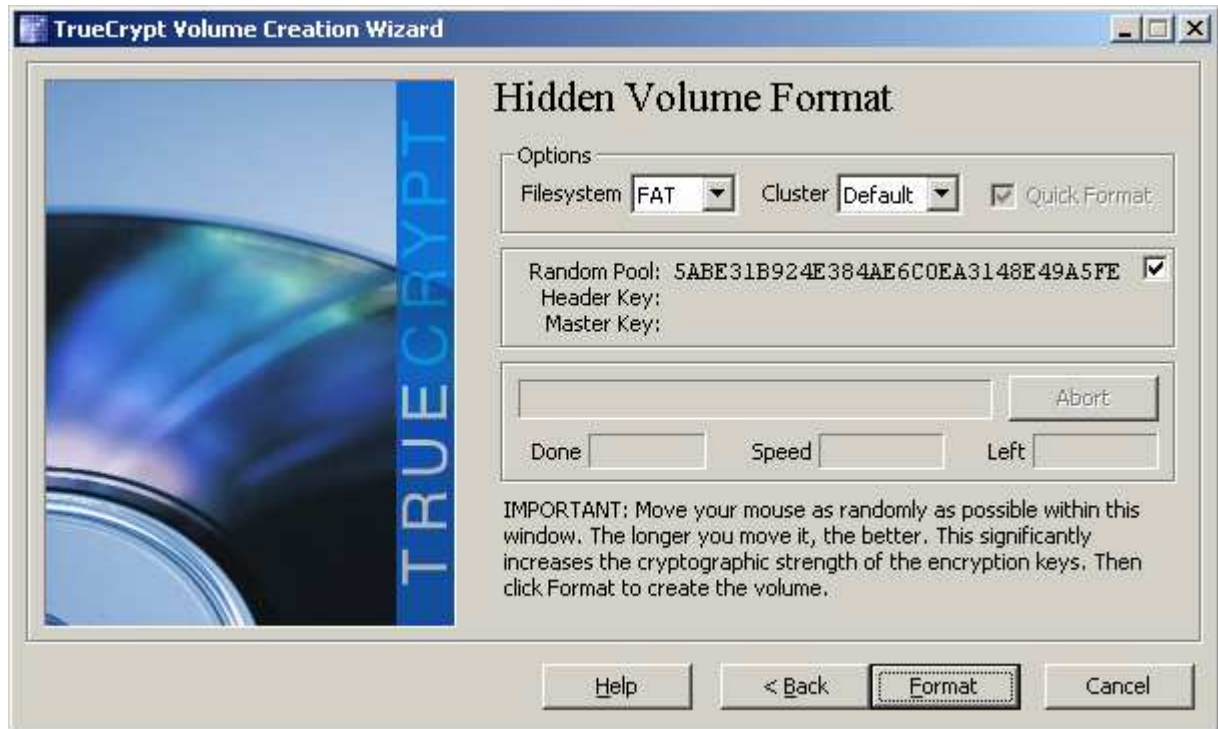 TrueCrypt Volume Creation Wizard
TRUECRYPT
Hidden Volume Format
Options
Filesystem FAT Cluster Default Quick Format
Random Pool: 5ABE31B924E384AE6C0EA3148E49A5FE
Header Key:
Master Key:
Abort
Done Speed Left
IMPORTANT: Move your mouse as randomly as possible within this
window. The longer you move it, the better. This significantly
increases the cryptographic strength of the encryption keys. Then
click Format to create the volume.
Help < Back Format Cancel